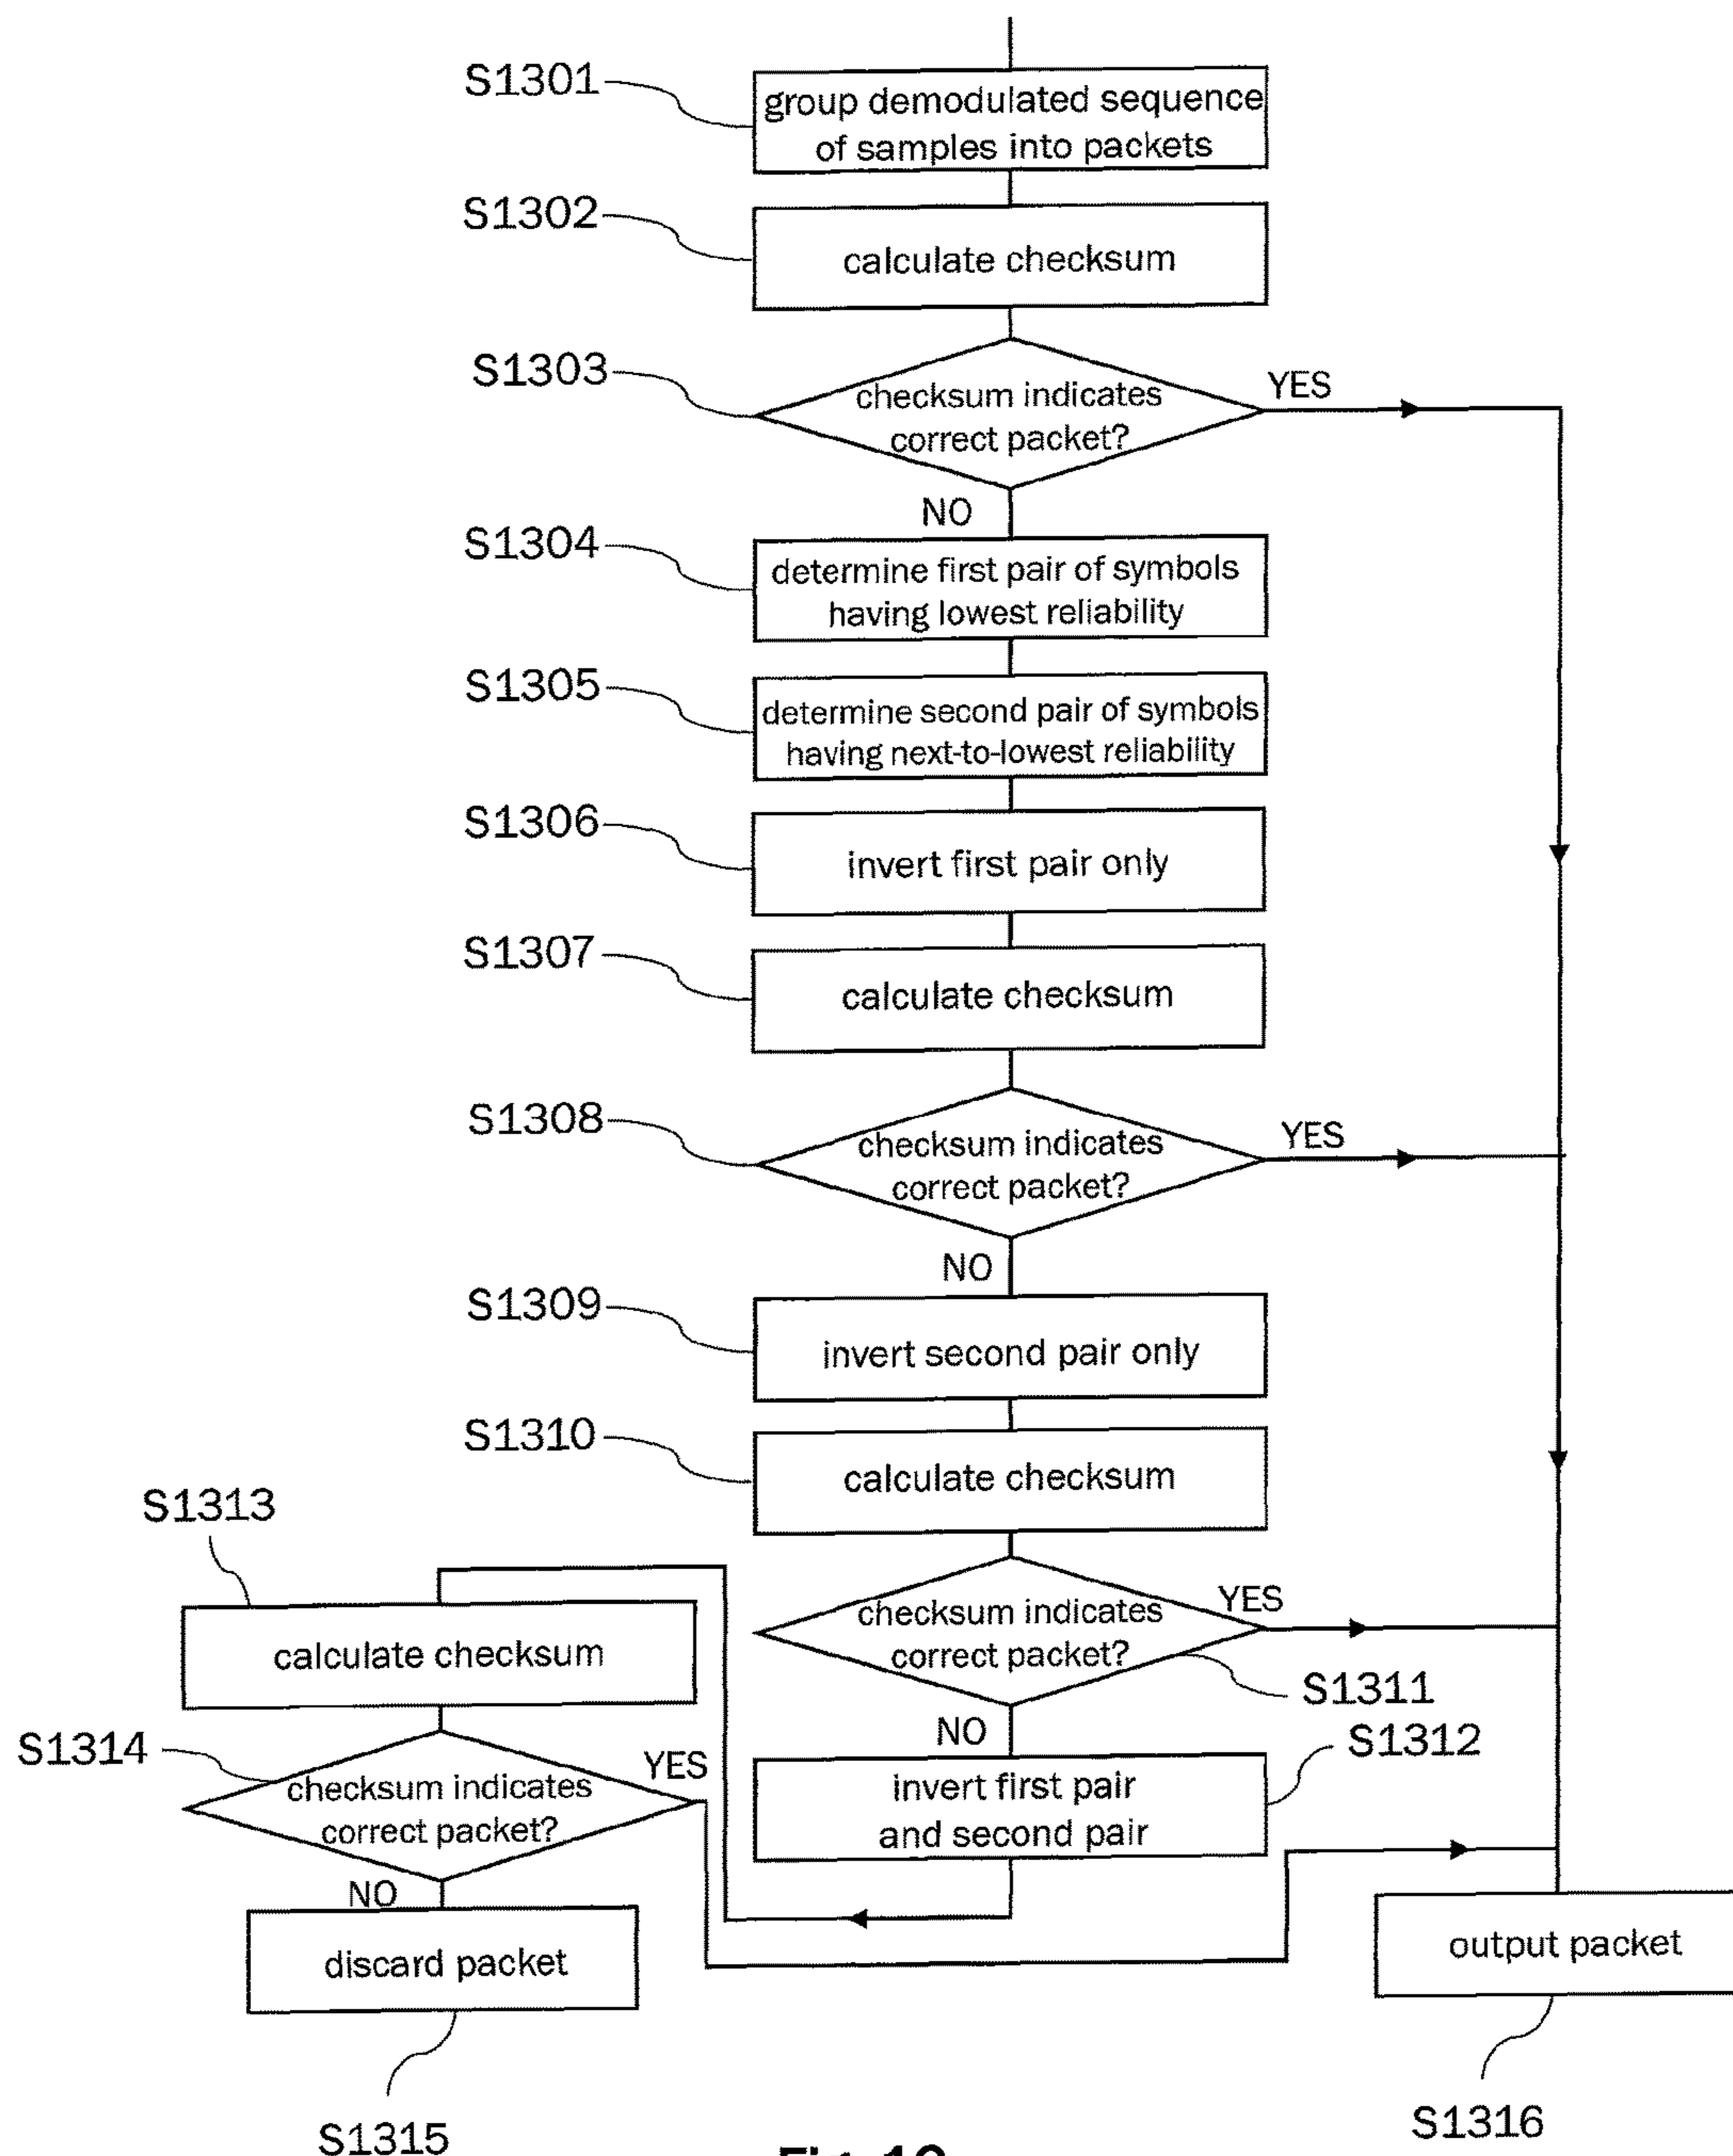 S1301
group demodulated sequence
of samples into packets
S1302
calculate checksum
S1303
checksum indicates
correct packet?
YES
NO
S1304
determine first pair of symbols
having lowest reliability
S1305
determine second pair of symbols
having next-to-lowest reliability
S1306
invert first pair only
S1307
calculate checksum
S1308
checksum indicates
correct packet?
YES
NO
S1309
invert second pair only
S1310
calculate checksum
S1311
checksum indicates
correct packet?
YES
NO
S1312
invert first pair
and second pair
S1313
calculate checksum
S1314
checksum indicates
correct packet?
YES
NO
discard packet
S1315
output packet
S1316